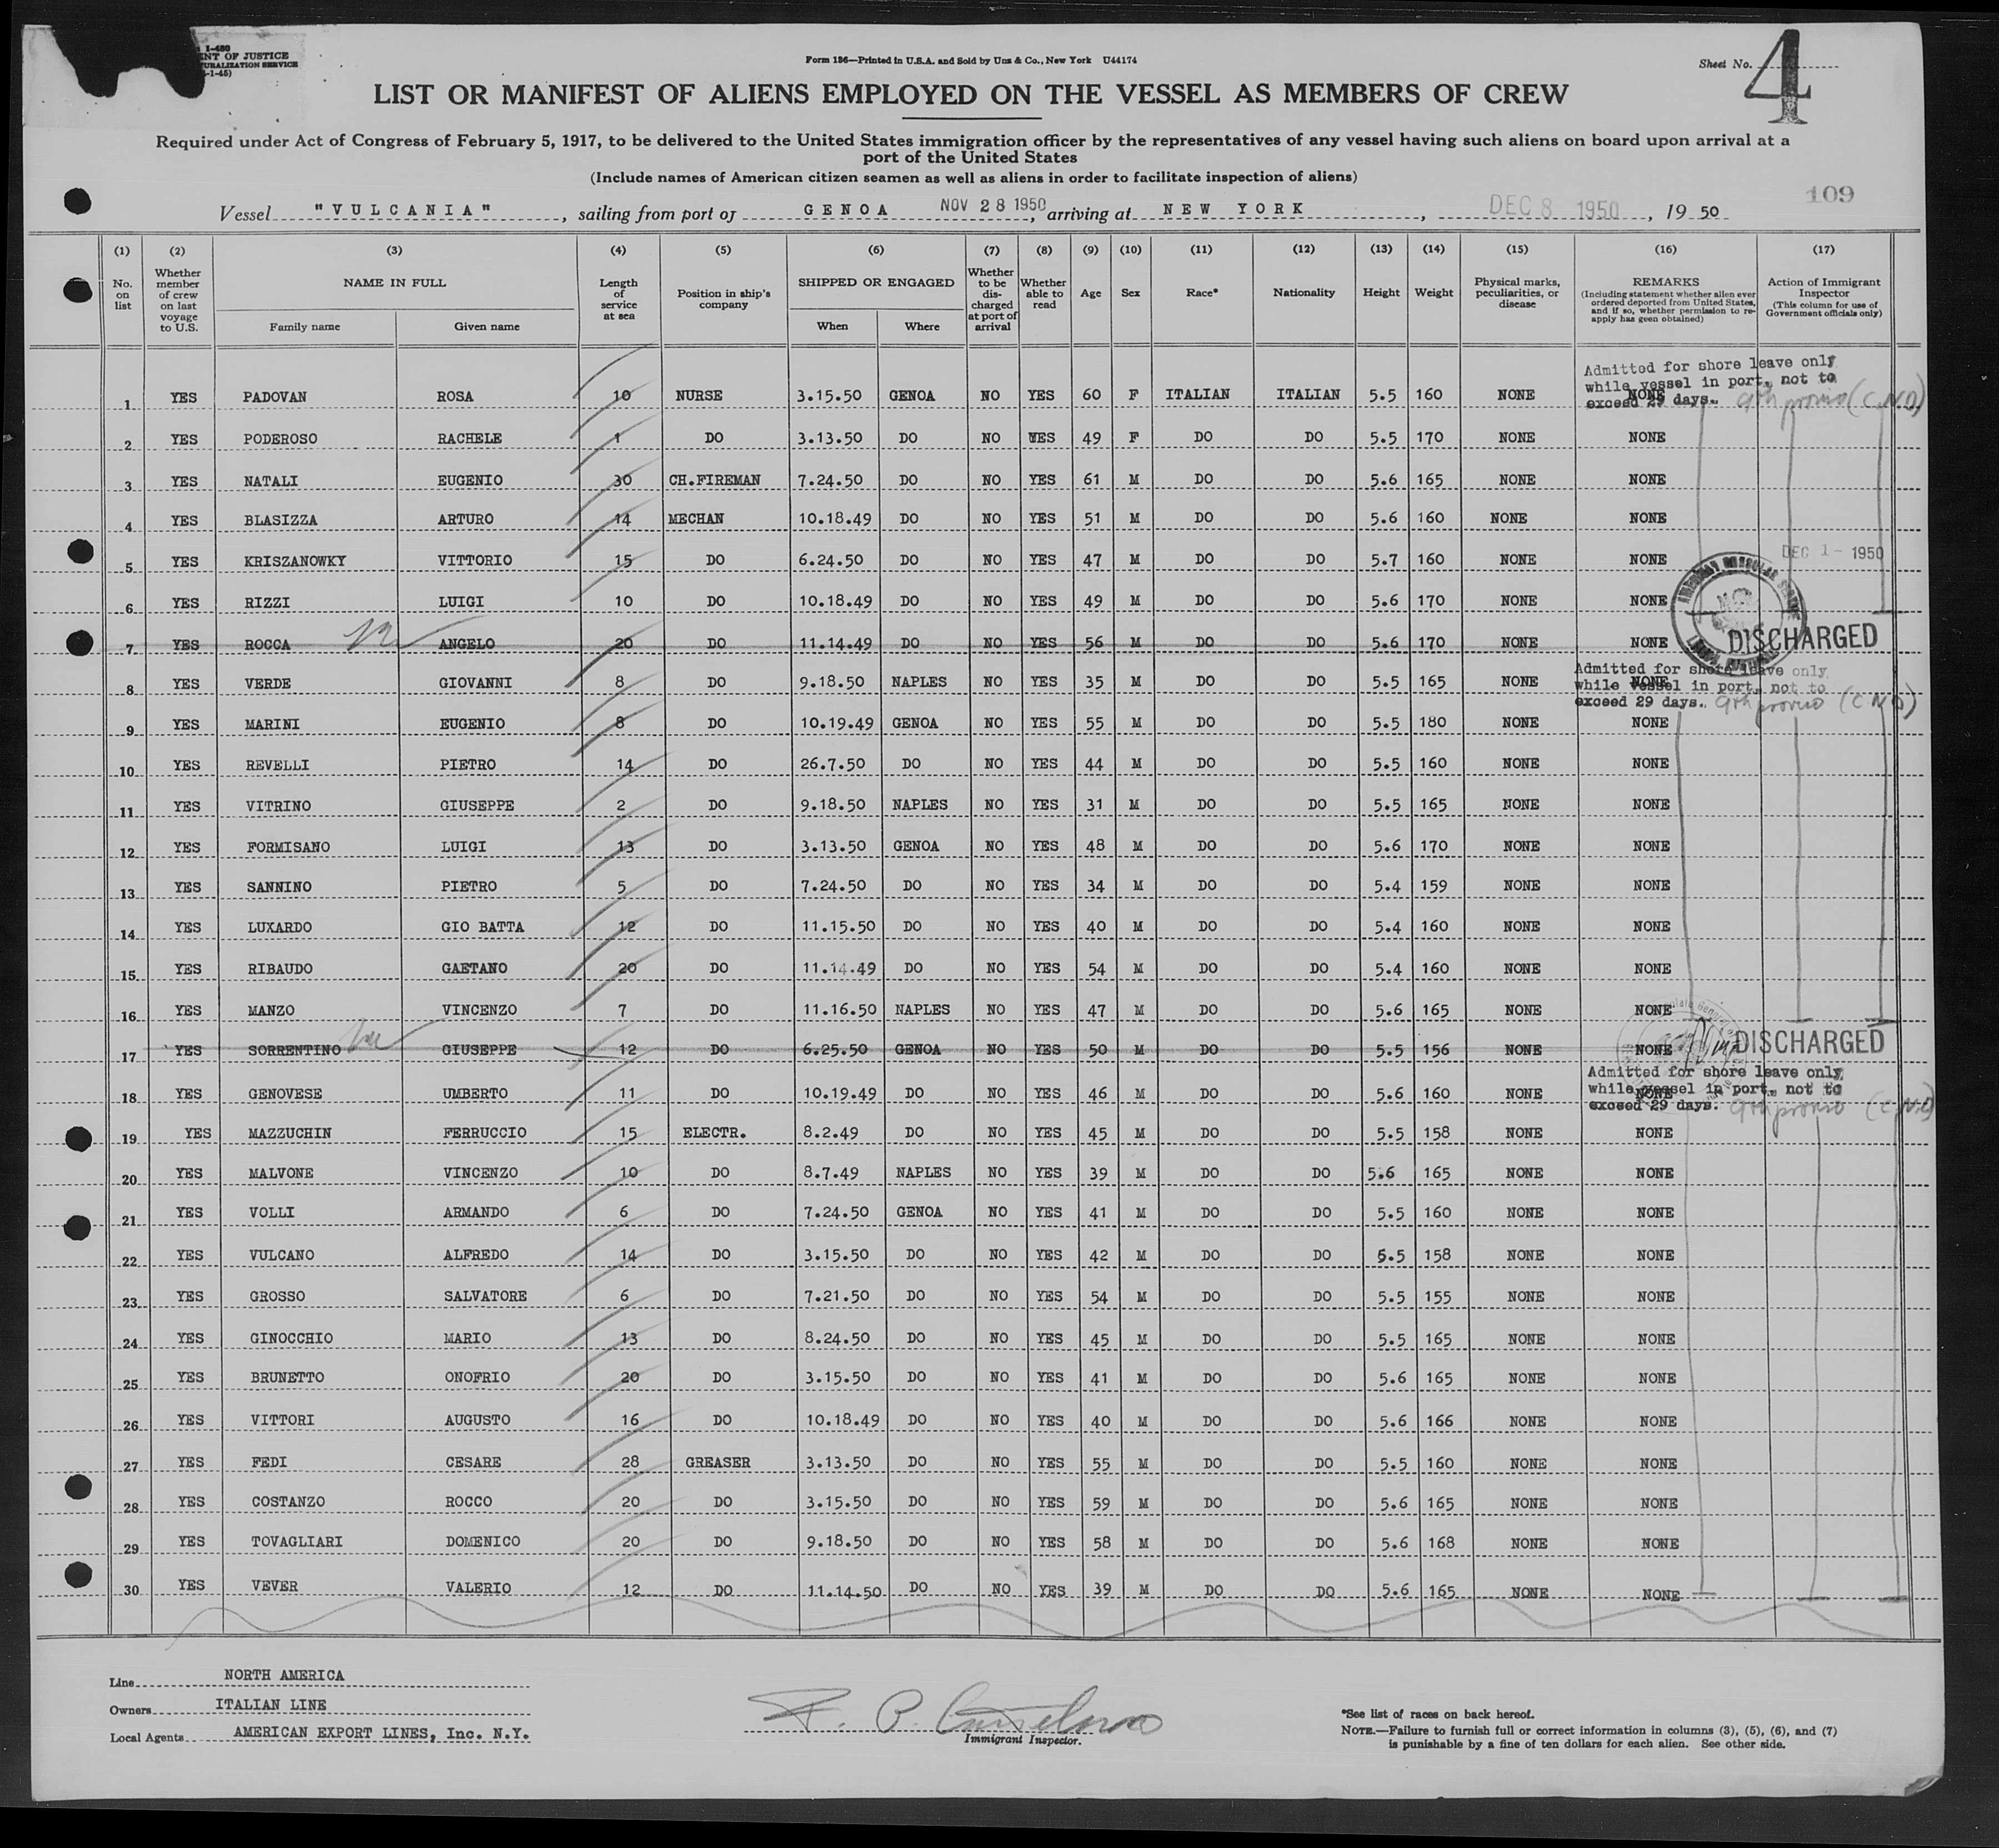 I-480
NT OF JUSTICE
URALIZATION SERVICE
-1-45)
Form 186—Printed in U.S.A. and Sold by Unz & Co., New York U44174
Sheet No. 4
LIST OR MANIFEST OF ALIENS EMPLOYED ON THE VESSEL AS MEMBERS OF CREW
Required under Act of Congress of February 5, 1917, to be delivered to the United States immigration officer by the representatives of any vessel having such aliens on board upon arrival at a
port of the United States
(Include names of American citizen seamen as well as aliens in order to facilitate inspection of aliens)
109
Vessel "VULCANIA", sailing from port of GENOA NOV 28 1950, arriving at NEW YORK, DEC 8 1950, 19 50
(1) (2) (3) (4) (5) (6) (7) (8) (9) (10) (11) (12) (13) (14) (15) (16) (17)
No. on list Whether member of crew on last voyage to U.S. NAME IN FULL Family name Given name Length of service at sea Position in ship's company SHIPPED OR ENGAGED When Where Whether to be discharged at port of arrival Whether able to read Age Sex Race* Nationality Height Weight Physical marks, peculiarities, or disease REMARKS (Including statement whether alien ever ordered deported from United States, and if so, whether permission to re-apply has geen obtained) Action of Immigrant Inspector (This column for use of Government officials only)
Admitted for shore leave only
while vessel in port, not to
exceed 29 days. 9th proviso (C.N.O)
1 YES PADOVAN ROSA 10 NURSE 3.15.50 GENOA NO YES 60 F ITALIAN ITALIAN 5.5 160 NONE NONE
2 YES PODEROSO RACHELE 1 DO 3.13.50 DO NO YES 49 F DO DO 5.5 170 NONE NONE
3 YES NATALI EUGENIO 30 CH.FIREMAN 7.24.50 DO NO YES 61 M DO DO 5.6 165 NONE NONE
4 YES BLASIZZA ARTURO 14 MECHAN 10.18.49 DO NO YES 51 M DO DO 5.6 160 NONE NONE
5 YES KRISZANOWKY VITTORIO 15 DO 6.24.50 DO NO YES 47 M DO DO 5.7 160 NONE NONE DEC 1- 1950
6 YES RIZZI LUIGI 10 DO 10.18.49 DO NO YES 49 M DO DO 5.6 170 NONE NONE
7 YES ROCCA ANGELO 20 DO 11.14.49 DO NO YES 56 M DO DO 5.6 170 NONE NONE DISCHARGED
Admitted for shore leave only
while vessel in port, not to
exceed 29 days. 9th proviso (C.N.O)
8 YES VERDE GIOVANNI 8 DO 9.18.50 NAPLES NO YES 35 M DO DO 5.5 165 NONE NONE
9 YES MARINI EUGENIO 8 DO 10.19.49 GENOA NO YES 55 M DO DO 5.5 180 NONE NONE
10 YES REVELLI PIETRO 14 DO 26.7.50 DO NO YES 44 M DO DO 5.5 160 NONE NONE
11 YES VITRINO GIUSEPPE 2 DO 9.18.50 NAPLES NO YES 31 M DO DO 5.5 165 NONE NONE
12 YES FORMISANO LUIGI 13 DO 3.13.50 GENOA NO YES 48 M DO DO 5.6 170 NONE NONE
13 YES SANNINO PIETRO 5 DO 7.24.50 DO NO YES 34 M DO DO 5.4 159 NONE NONE
14 YES LUXARDO GIO BATTA 12 DO 11.15.50 DO NO YES 40 M DO DO 5.4 160 NONE NONE
15 YES RIBAUDO GAETANO 20 DO 11.14.49 DO NO YES 54 M DO DO 5.4 160 NONE NONE
16 YES MANZO VINCENZO 7 DO 11.16.50 NAPLES NO YES 47 M DO DO 5.6 165 NONE NONE
17 YES SORRENTINO GIUSEPPE 12 DO 6.25.50 GENOA NO YES 50 M DO DO 5.5 156 NONE NONE DISCHARGED
Admitted for shore leave only
while vessel in port, not to
exceed 29 days. 9th proviso (C.N.O)
18 YES GENOVESE UMBERTO 11 DO 10.19.49 DO NO YES 46 M DO DO 5.6 160 NONE NONE
19 YES MAZZUCHIN FERRUCCIO 15 ELECTR. 8.2.49 DO NO YES 45 M DO DO 5.5 158 NONE NONE
20 YES MALVONE VINCENZO 10 DO 8.7.49 NAPLES NO YES 39 M DO DO 5.6 165 NONE NONE
21 YES VOLLI ARMANDO 6 DO 7.24.50 GENOA NO YES 41 M DO DO 5.5 160 NONE NONE
22 YES VULCANO ALFREDO 14 DO 3.15.50 DO NO YES 42 M DO DO 5.5 158 NONE NONE
23 YES GROSSO SALVATORE 6 DO 7.21.50 DO NO YES 54 M DO DO 5.5 155 NONE NONE
24 YES GINOCCHIO MARIO 13 DO 8.24.50 DO NO YES 45 M DO DO 5.5 165 NONE NONE
25 YES BRUNETTO ONOFRIO 20 DO 3.15.50 DO NO YES 41 M DO DO 5.6 165 NONE NONE
26 YES VITTORI AUGUSTO 16 DO 10.18.49 DO NO YES 40 M DO DO 5.6 166 NONE NONE
27 YES FEDI CESARE 28 GREASER 3.13.50 DO NO YES 55 M DO DO 5.5 160 NONE NONE
28 YES COSTANZO ROCCO 20 DO 3.15.50 DO NO YES 59 M DO DO 5.6 165 NONE NONE
29 YES TOVAGLIARI DOMENICO 20 DO 9.18.50 DO NO YES 58 M DO DO 5.6 168 NONE NONE
30 YES VEVER VALERIO 12 DO 11.14.50 DO NO YES 39 M DO DO 5.6 165 NONE NONE
Line NORTH AMERICA
Owners ITALIAN LINE
Local Agents AMERICAN EXPORT LINES, Inc. N.Y.
Immigrant Inspector.
*See list of races on back hereof.
NOTE.—Failure to furnish full or correct information in columns (3), (5), (6), and (7)
is punishable by a fine of ten dollars for each alien. See other side.